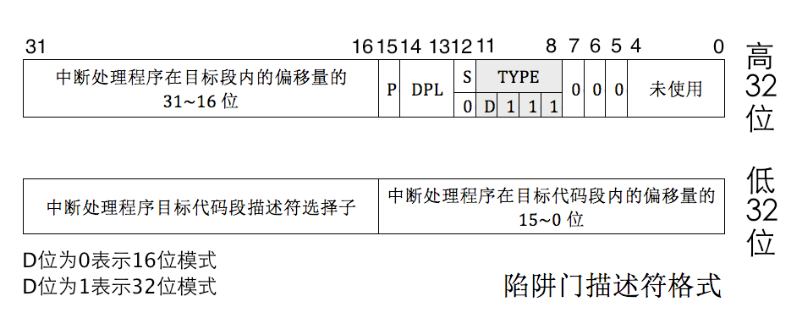 31 16 15 14 13 12 11 8 7 6 5 4 0
中断处理程序在目标段内的偏移量的
31~16 位
P
DPL
S
0
TYPE
D 1 1 1
0 0 0
未使用
高
32
位
中断处理程序目标代码段描述符选择子
中断处理程序在目标代码段内的偏移量的
15~0 位
低
32
位
D位为0表示16位模式
D位为1表示32位模式
陷阱门描述符格式